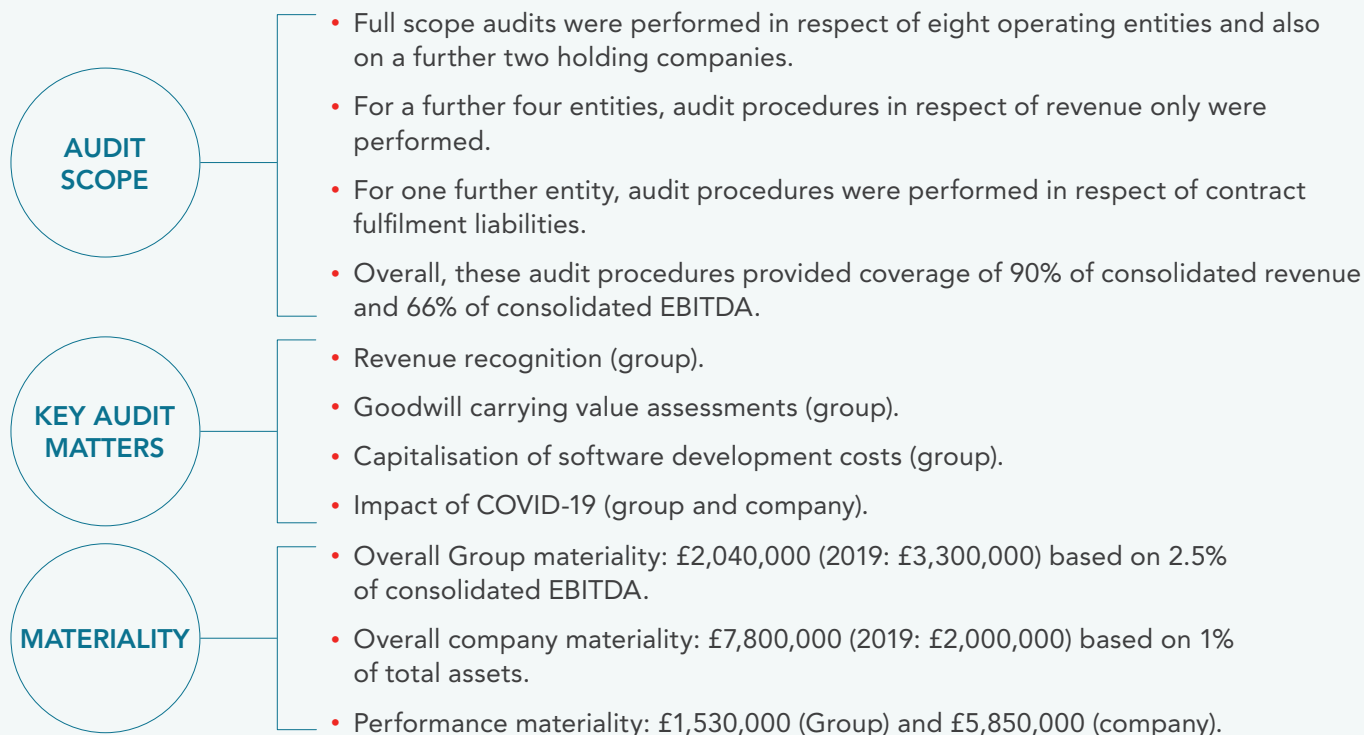 AUDIT
SCOPE
• Full scope audits were performed in respect of eight operating entities and also
on a further two holding companies.
• For a further four entities, audit procedures in respect of revenue only were
performed.
• For one further entity, audit procedures were performed in respect of contract
fulfilment liabilities.
• Overall, these audit procedures provided coverage of 90% of consolidated revenue
and 66% of consolidated EBITDA.
KEY AUDIT
MATTERS
• Revenue recognition (group).
• Goodwill carrying value assessments (group).
• Capitalisation of software development costs (group).
• Impact of COVID-19 (group and company).
MATERIALITY
• Overall Group materiality: £2,040,000 (2019: £3,300,000) based on 2.5%
of consolidated EBITDA.
• Overall company materiality: £7,800,000 (2019: £2,000,000) based on 1%
of total assets.
• Performance materiality: £1,530,000 (Group) and £5,850,000 (company).